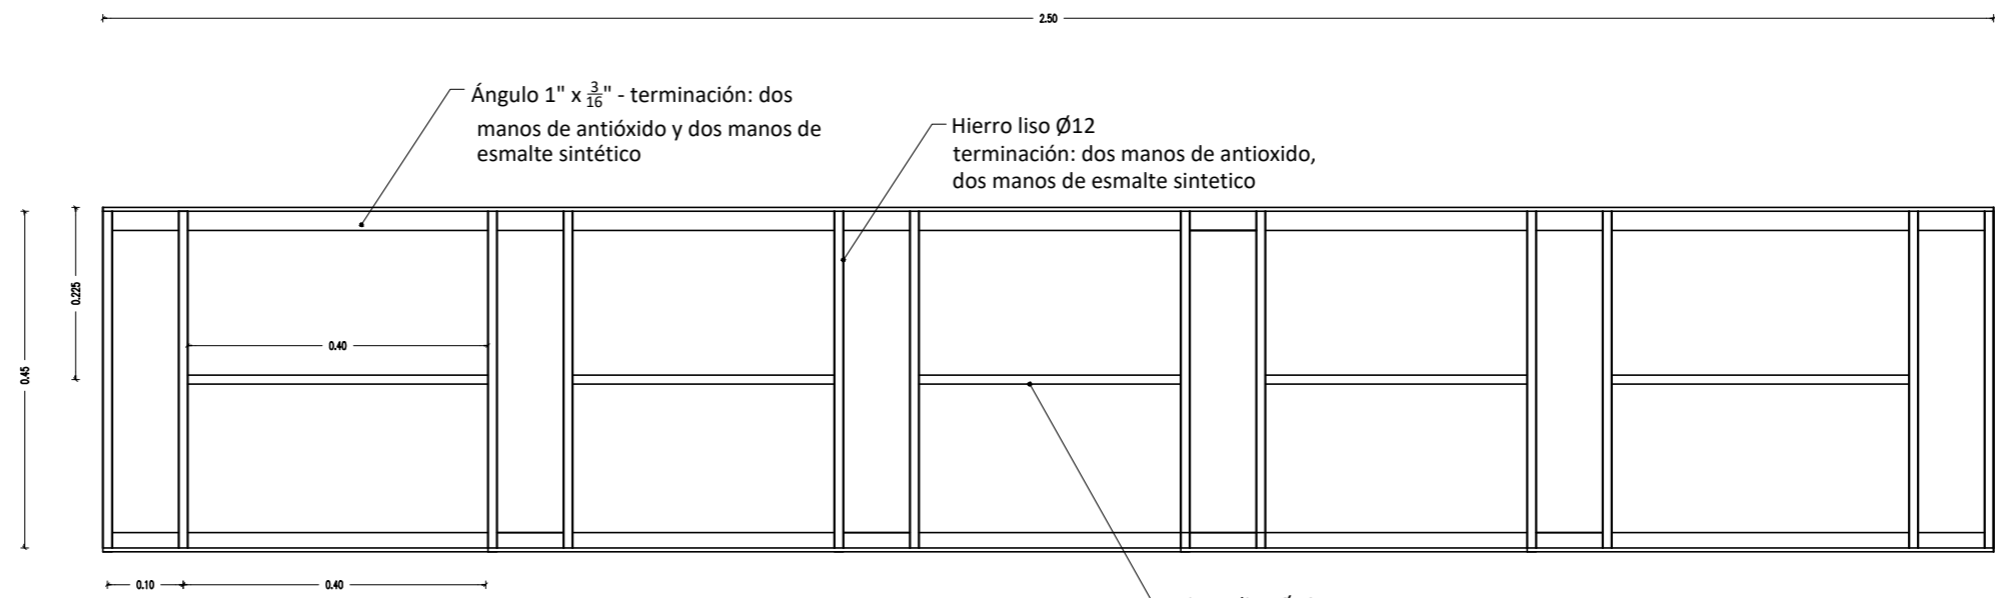 2.50
Ángulo 1" x 3/16" - terminación: dos
manos de antióxido y dos manos de
esmalte sintético
Hierro liso Ø12
terminación: dos manos de antioxido,
dos manos de esmalte sintetico
0.225
0.40
0.45
0.10
0.40